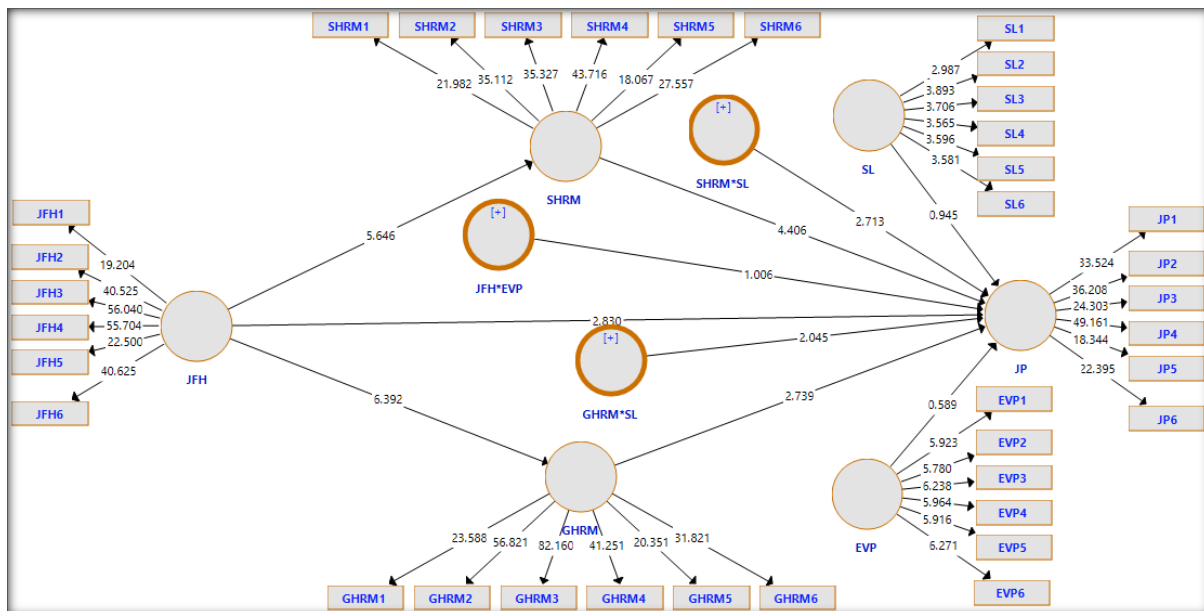 SHRM1
SHRM2
SHRM3
SHRM4
SHRM5
SHRM6
21.982
35.112
35.327
43.716
18.067
27.557
SHRM
[+]
SHRM*SL
SL
SL1
SL2
SL3
SL4
SL5
SL6
2.987
3.893
3.706
3.565
3.596
3.581
0.945
JFH1
JFH2
JFH3
JFH4
JFH5
JFH6
19.204
40.525
56.040
55.704
22.500
40.625
JFH
5.646
[+]
JFH*EVP
4.406
2.713
1.006
2.830
[+]
GHRM*SL
2.045
6.392
2.739
0.589
JP
JP1
JP2
JP3
JP4
JP5
JP6
33.524
36.208
24.303
49.161
18.344
22.395
GHRM
23.588
56.821
82.160
41.251
20.351
31.821
GHRM1
GHRM2
GHRM3
GHRM4
GHRM5
GHRM6
EVP
EVP1
EVP2
EVP3
EVP4
EVP5
EVP6
5.923
5.780
6.238
5.964
5.916
6.271